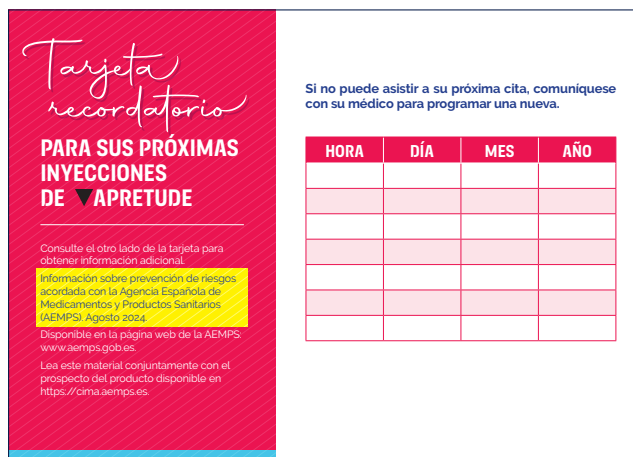 Tarjeta
recordatorio
PARA SUS PRÓXIMAS
INYECCIONES
DE ▼APRETUDE
Consulte el otro lado de la tarjeta para
obtener información adicional.
Información sobre prevención de riesgos
acordada con la Agencia Española de
Medicamentos y Productos Sanitarios
(AEMPS). Agosto 2024.
Disponible en la página web de la AEMPS:
www.aemps.gob.es.
Lea este material conjuntamente con el
prospecto del producto disponible en
https://cima.aemps.es.
Si no puede asistir a su próxima cita, comuníquese
con su médico para programar una nueva.
HORA DÍA MES AÑO